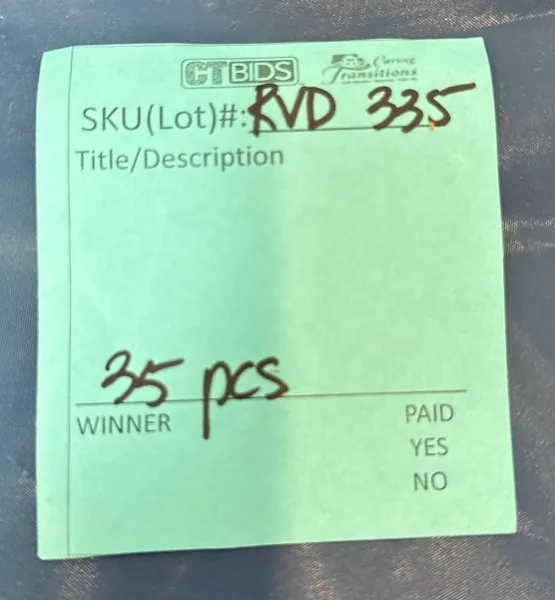 CTBIDS Caring Transitions
SKU(Lot)#: RVD 335
Title/Description
35 pcs
WINNER PAID
YES
NO